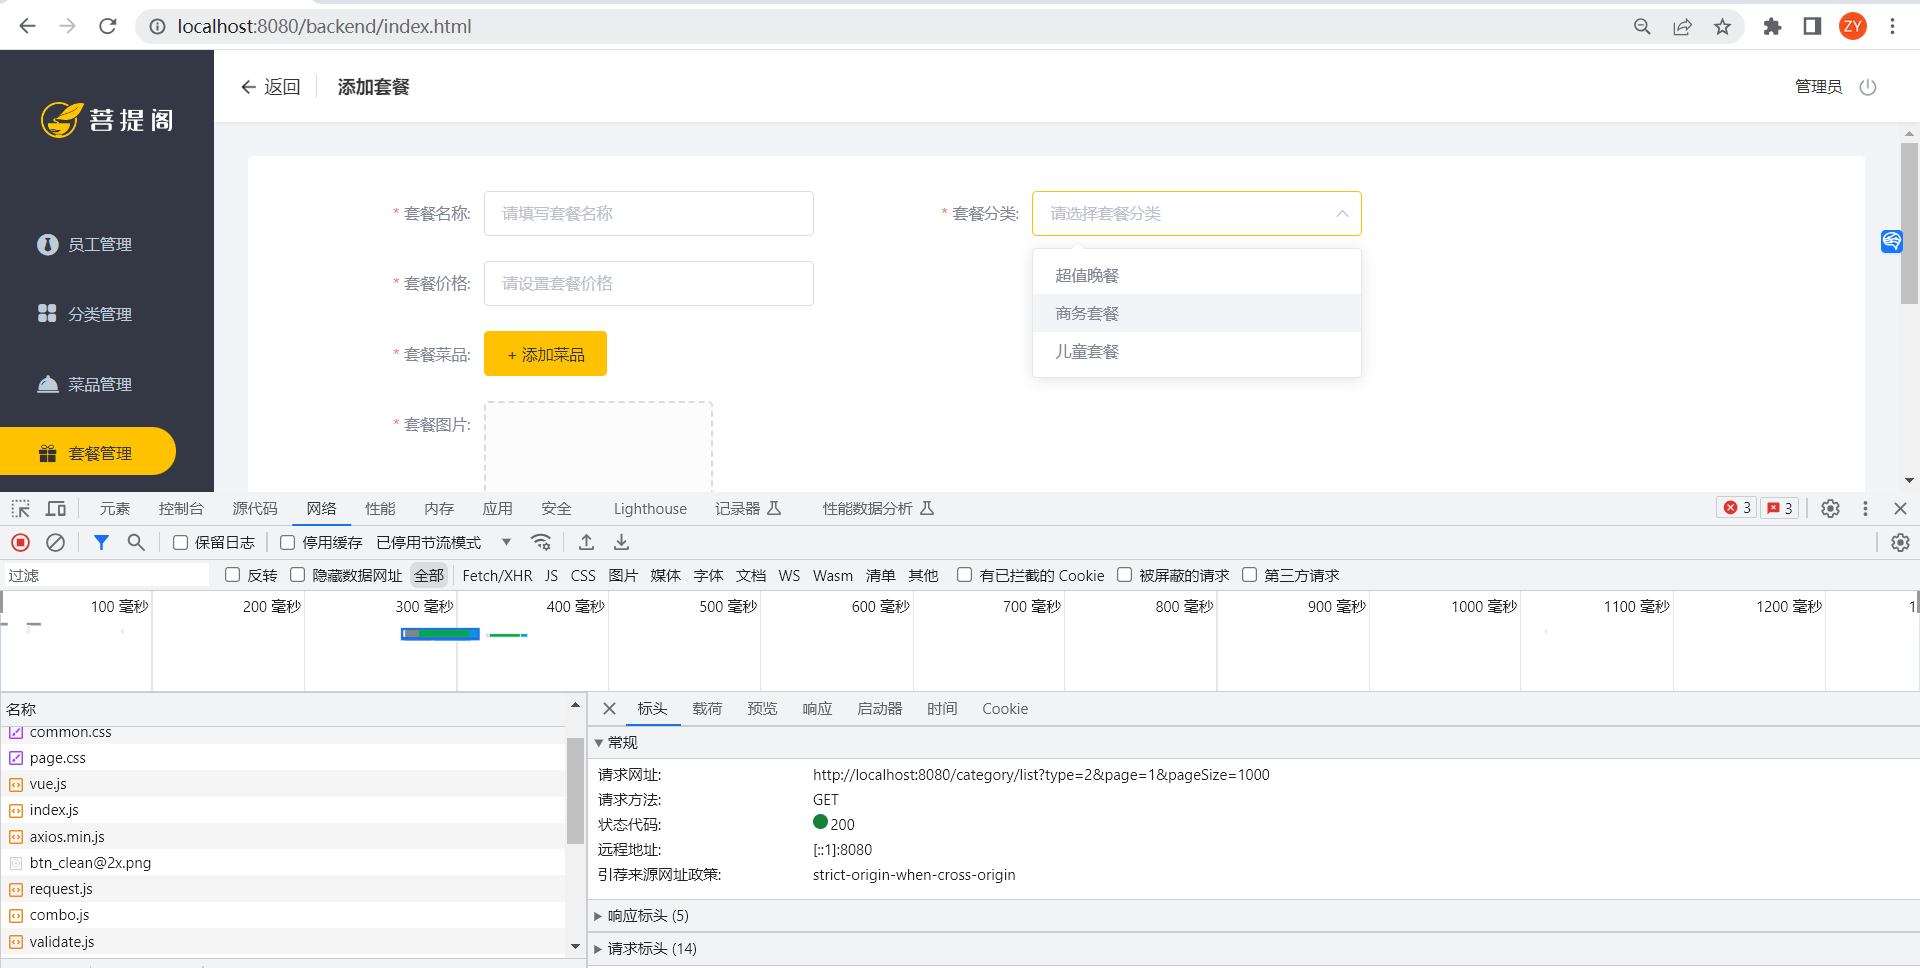 localhost:8080/backend/index.html
ZY
菩提阁
返回
添加套餐
管理员
员工管理
分类管理
菜品管理
套餐管理
* 套餐名称:
请填写套餐名称
* 套餐分类:
请选择套餐分类
超值晚餐
商务套餐
儿童套餐
* 套餐价格:
请设置套餐价格
* 套餐菜品:
+ 添加菜品
* 套餐图片:
元素 控制台 源代码 网络 性能 内存 应用 安全 Lighthouse 记录器 性能数据分析 3 3
保留日志 停用缓存 已停用节流模式
过滤 反转 隐藏数据网址 全部 Fetch/XHR JS CSS 图片 媒体 字体 文档 WS Wasm 清单 其他 有已拦截的 Cookie 被屏蔽的请求 第三方请求
100 毫秒 200 毫秒 300 毫秒 400 毫秒 500 毫秒 600 毫秒 700 毫秒 800 毫秒 900 毫秒 1000 毫秒 1100 毫秒 1200 毫秒
名称
common.css
page.css
vue.js
index.js
axios.min.js
btn_clean@2x.png
request.js
combo.js
validate.js
标头 载荷 预览 响应 启动器 时间 Cookie
常规
请求网址: http://localhost:8080/category/list?type=2&page=1&pageSize=1000
请求方法: GET
状态代码: 200
远程地址: [::1]:8080
引荐来源网址政策: strict-origin-when-cross-origin
响应标头 (5)
请求标头 (14)